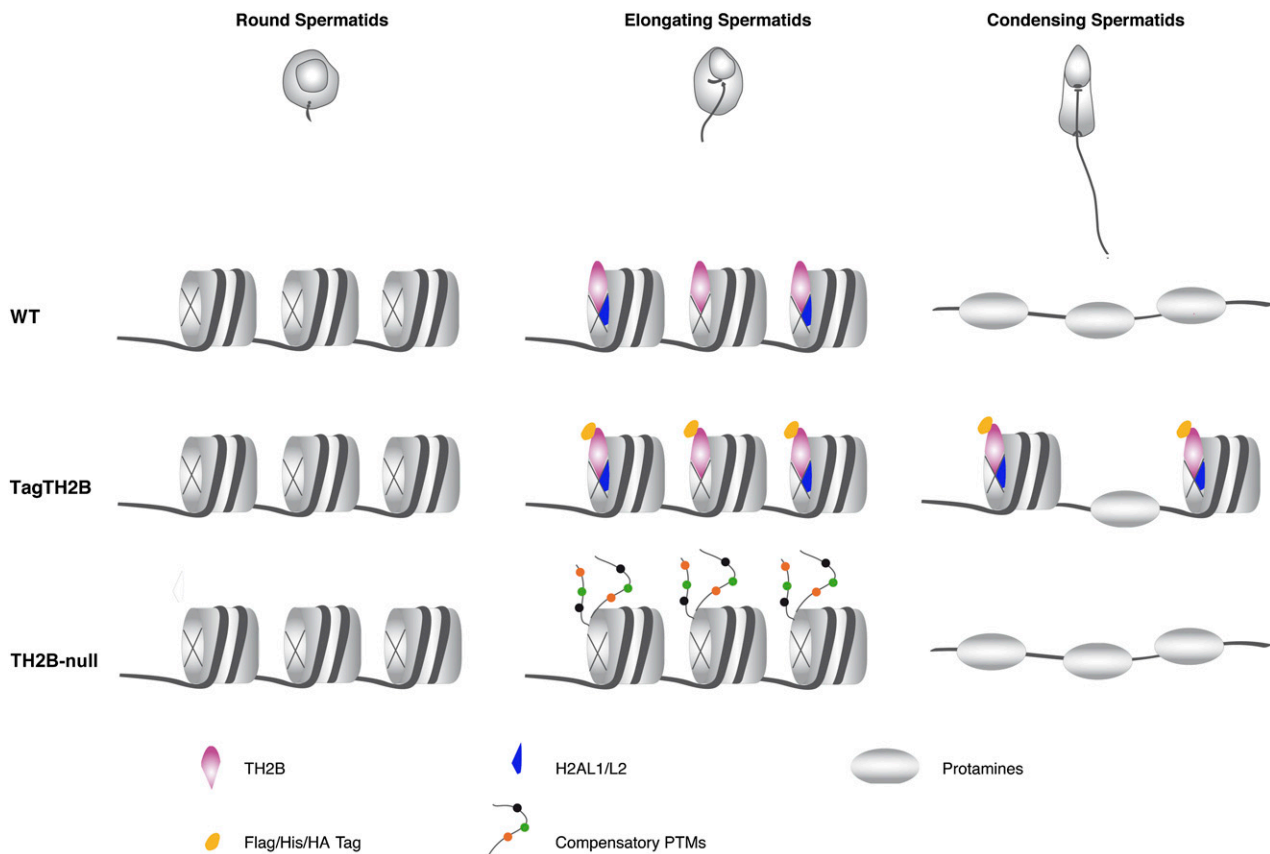 Round Spermatids
Elongating Spermatids
Condensing Spermatids
WT
TagTH2B
TH2B-null
TH2B
H2AL1/L2
Protamines
Flag/His/HA Tag
Compensatory PTMs